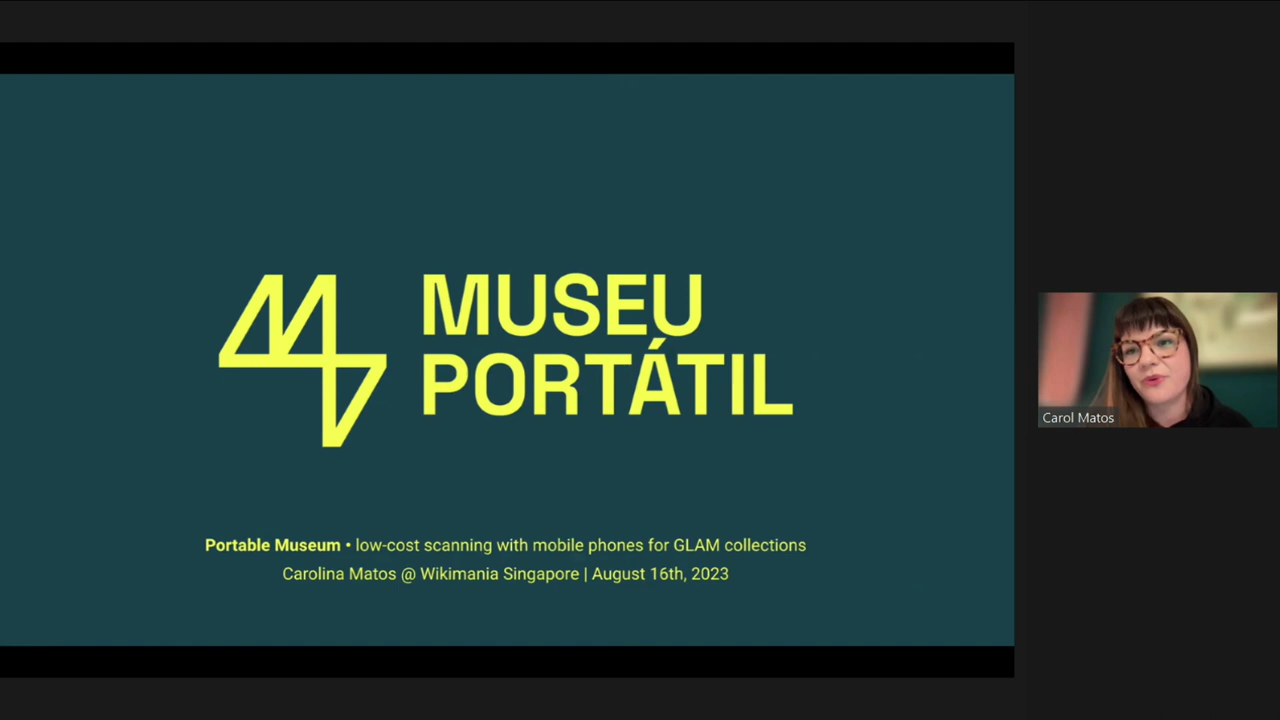 MUSEU
PORTÁTIL
Portable Museum • low-cost scanning with mobile phones for GLAM collections
Carolina Matos @ Wikimania Singapore | August 16th, 2023
Carol Matos